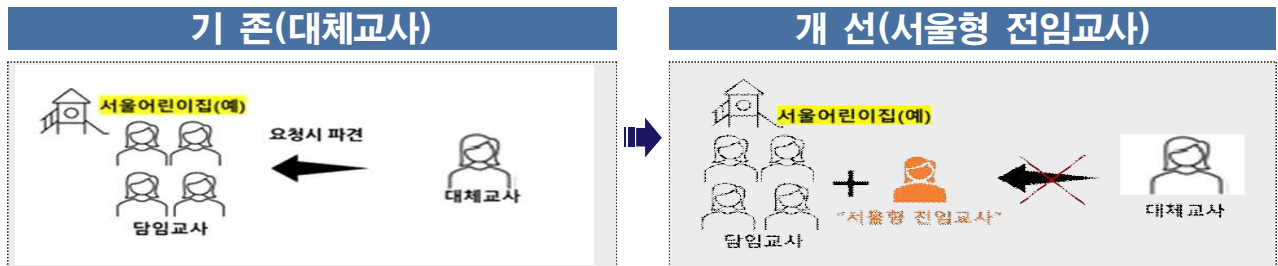 기 존(대체교사)
서울어린이집(예)
요청시 파견
대체교사
담임교사
개 선(서울형 전임교사)
서울어린이집(예)
"서울형 전임교사"
대체교사
담임교사